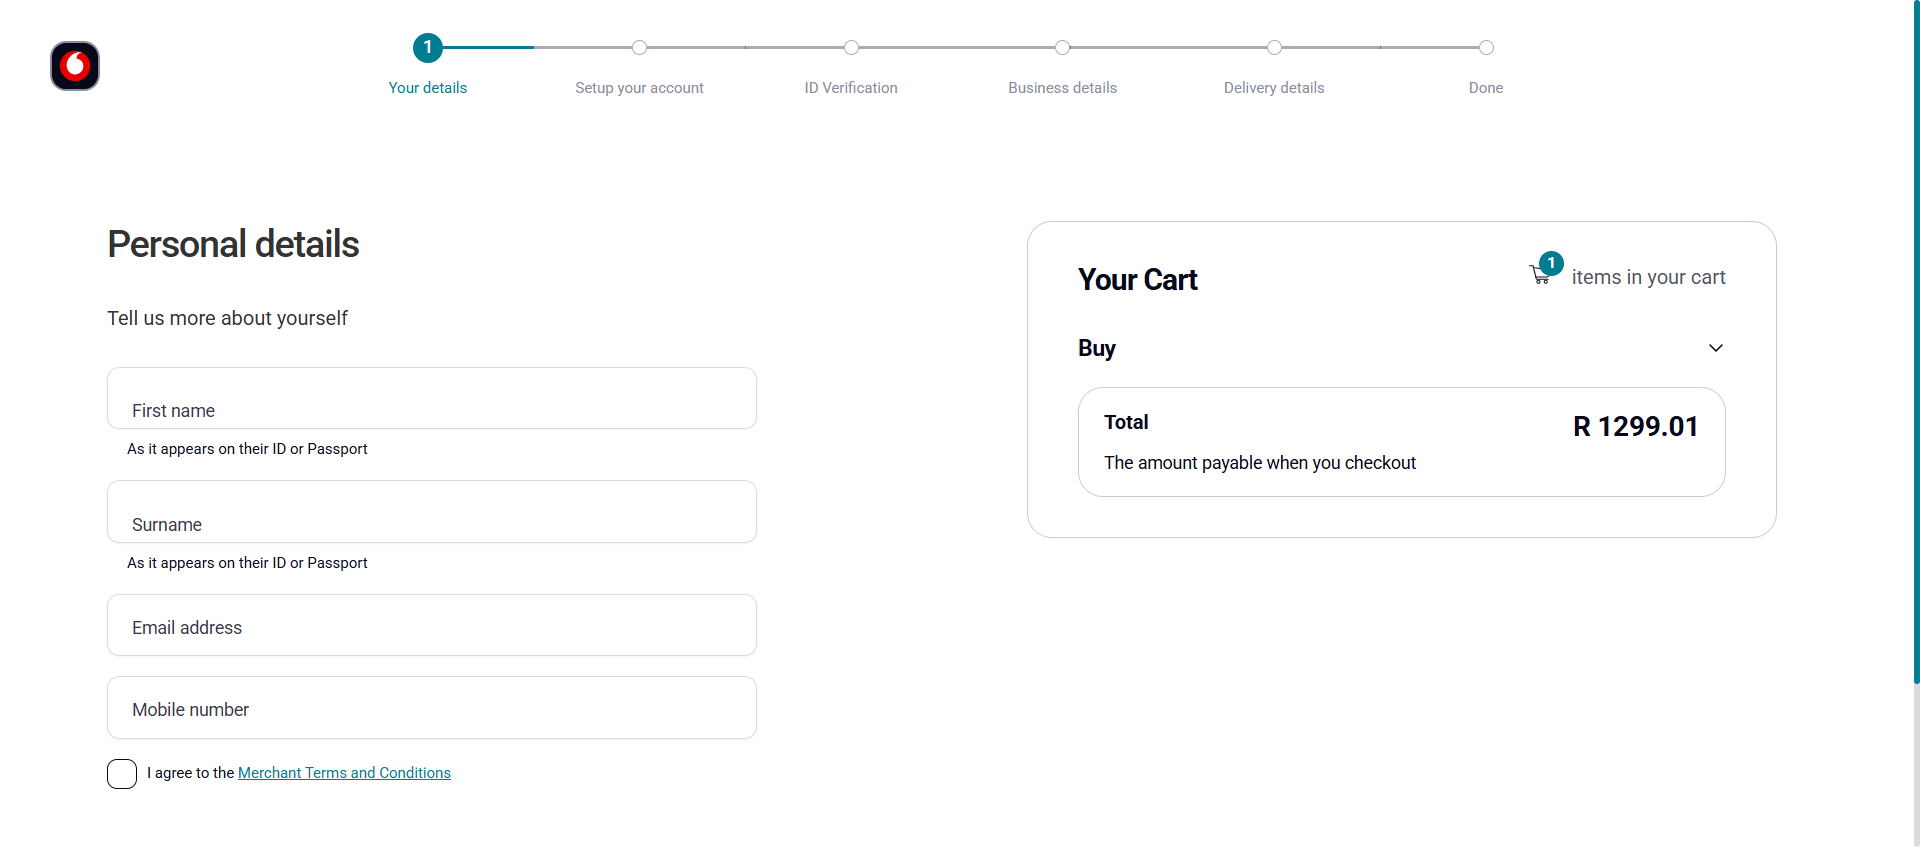 1
Your details
Setup your account
ID Verification
Business details
Delivery details
Done
Personal details
Tell us more about yourself
First name
As it appears on their ID or Passport
Surname
As it appears on their ID or Passport
Email address
Mobile number
I agree to the Merchant Terms and Conditions
Your Cart
1 items in your cart
Buy
Total R 1299.01
The amount payable when you checkout